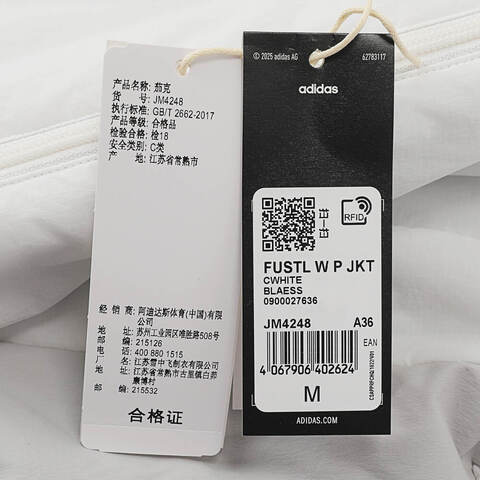 产品名称: 茄克
货 号: JM4248
执行标准: GB/T 2662-2017
产品等级: 合格品
检验合格: 检18
安全类别: C类
产 地: 江苏省常熟市
经 销 商: 阿迪达斯体育(中国)有限
公司
地 址: 苏州工业园区唯胜路508号
邮 编: 215126
电 话: 400 880 1515
厂 名: 江苏雪中飞制衣有限公司
地 址: 江苏省常熟市古里镇白茆
康博村
邮 编: 215532
合格证
© 2025 adidas AG
62783117
adidas
RFID
FUSTL W P JKT
CWHITE
BLAESS
0900027636
JM4248
A36
EAN
4 067906 402624
M
ADIDAS.COM